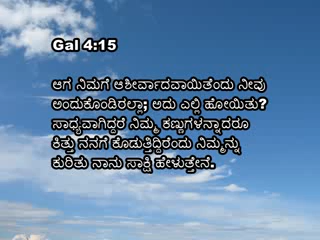 Gal 4:15
ಆಗ ನಿಮಗೆ ಆಶೀರ್ವಾದವಾಯಿತೆಂದು ನೀವು
ಅಂದುಕೊಂಡಿರಲ್ಲಾ; ಅದು ಎಲ್ಲಿ ಹೋಯಿತು?
ಸಾಧ್ಯವಾಗಿದ್ದರೆ ನಿಮ್ಮ ಕಣ್ಣುಗಳನ್ನಾದರೂ
ಕಿತ್ತು ನನಗೆ ಕೊಡುತ್ತಿದ್ದಿರೆಂದು ನಿಮ್ಮನ್ನು
ಕುರಿತು ನಾನು ಸಾಕ್ಷಿ ಹೇಳುತ್ತೇನೆ.